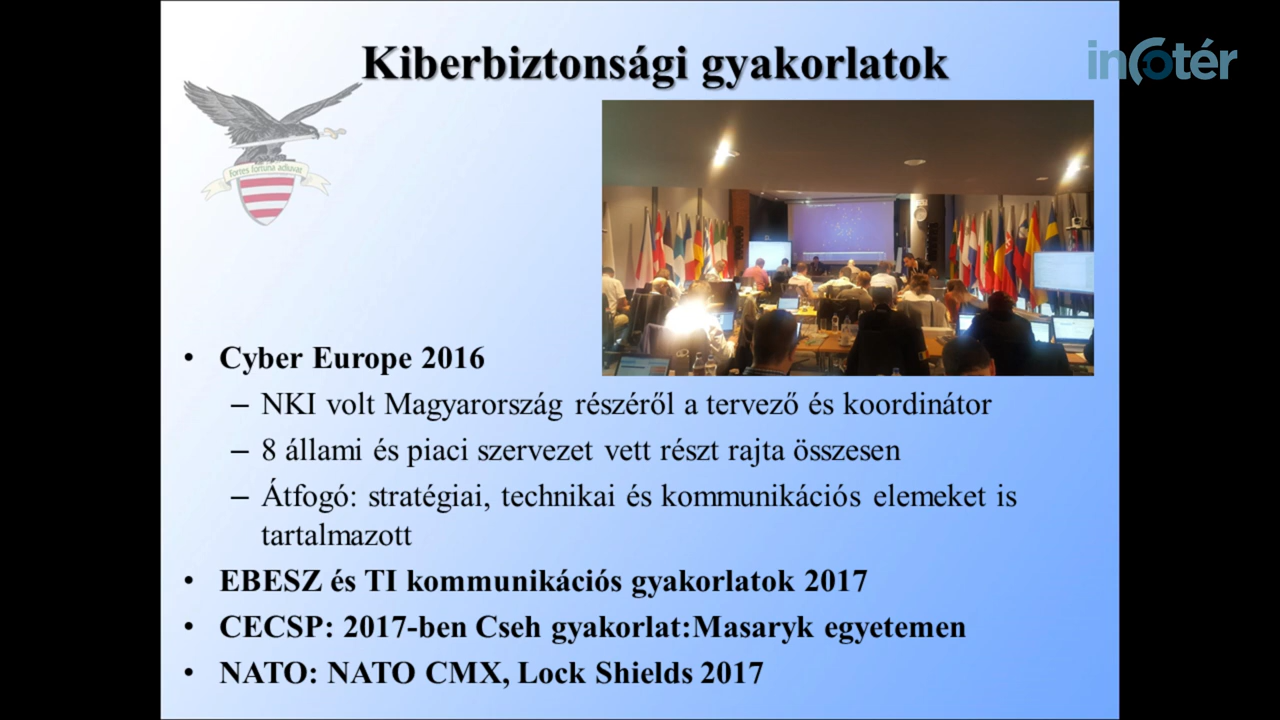 Kiberbiztonsági gyakorlatok
infotér
fortes fortuna adiuvat
• Cyber Europe 2016
– NKI volt Magyarország részéről a tervező és koordinátor
– 8 állami és piaci szervezet vett részt rajta összesen
– Átfogó: stratégiai, technikai és kommunikációs elemeket is
tartalmazott
• EBESZ és TI kommunikációs gyakorlatok 2017
• CECSP: 2017-ben Cseh gyakorlat:Masaryk egyetemen
• NATO: NATO CMX, Lock Shields 2017